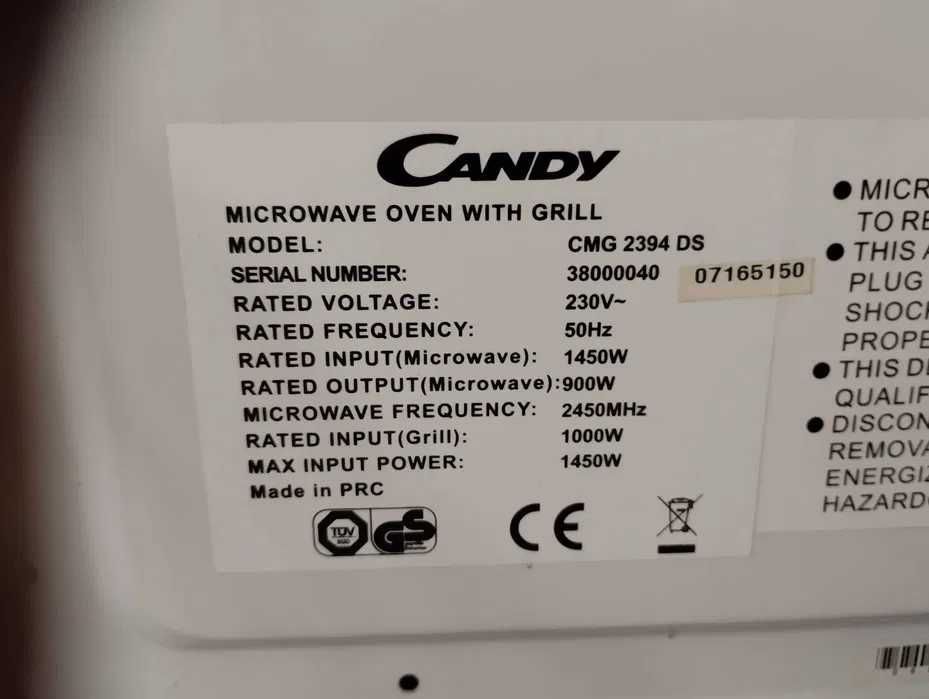 CANDY
MICROWAVE OVEN WITH GRILL
MODEL: CMG 2394 DS
SERIAL NUMBER: 38000040 07165150
RATED VOLTAGE: 230V~
RATED FREQUENCY: 50Hz
RATED INPUT(Microwave): 1450W
RATED OUTPUT(Microwave): 900W
MICROWAVE FREQUENCY: 2450MHz
RATED INPUT(Grill): 1000W
MAX INPUT POWER: 1450W
Made in PRC
TÜV GS CE
● MICR
TO RE
● THIS A
PLUG
SHOCK
PROPE
● THIS DE
QUALIF
● DISCON
REMOVA
ENERGIZ
HAZARD